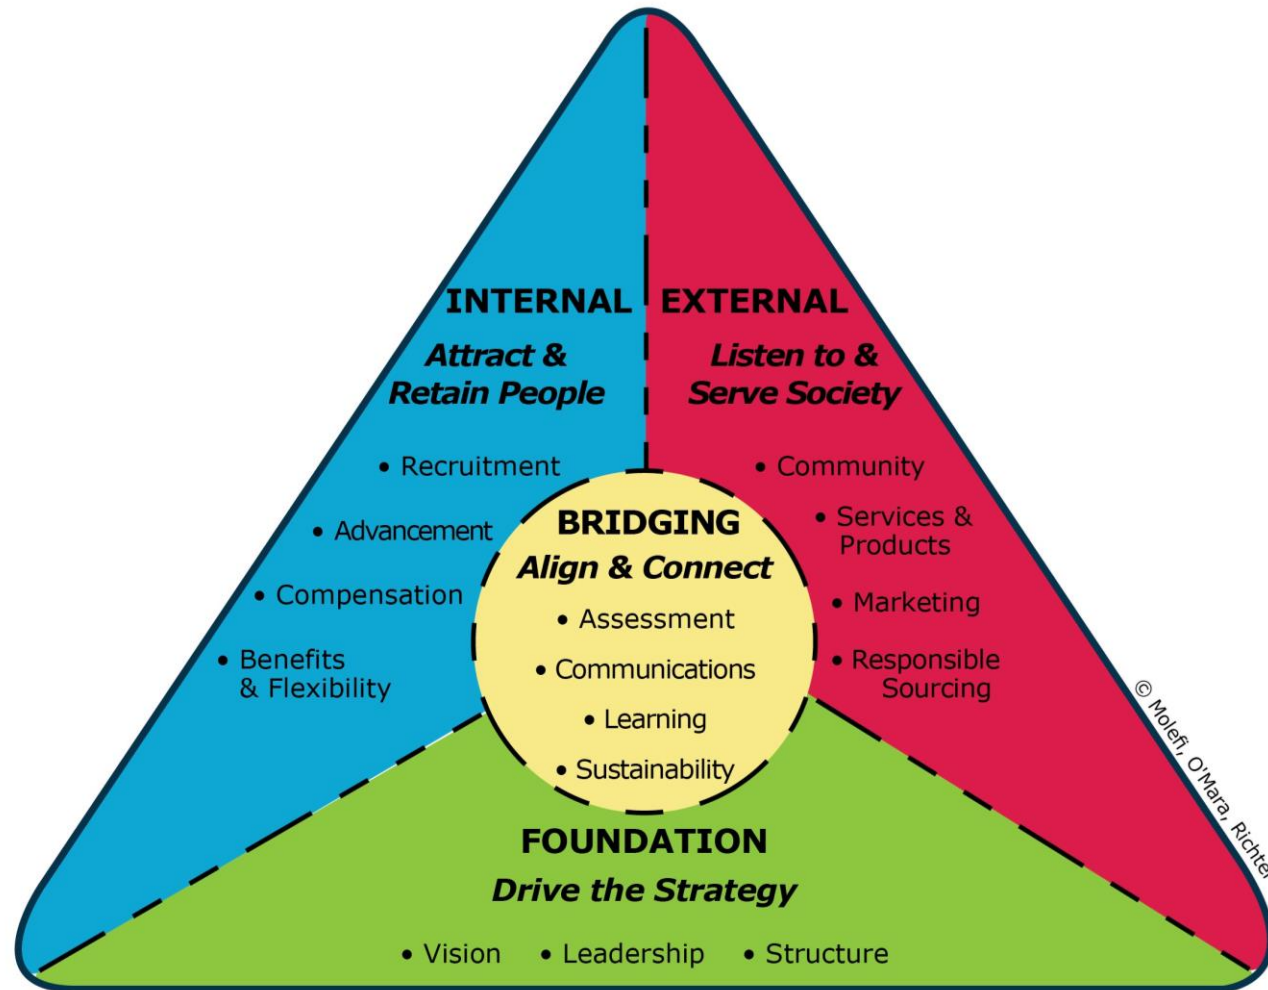 INTERNAL
Attract &
Retain People
• Recruitment
• Advancement
• Compensation
• Benefits
& Flexibility
EXTERNAL
Listen to &
Serve Society
• Community
• Services &
Products
• Marketing
• Responsible
Sourcing
BRIDGING
Align & Connect
• Assessment
• Communications
• Learning
• Sustainability
FOUNDATION
Drive the Strategy
• Vision • Leadership • Structure
© Molefi, O'Mara, Richter